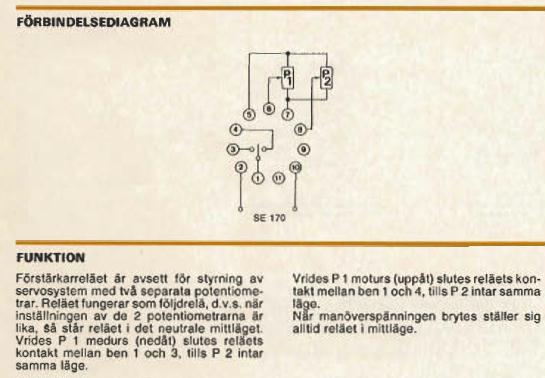 FÖRBINDELSEDIAGRAM
P P
1 2
5 6 7 8
4
3 9
2 1 11 10
SE 170
FUNKTION
Förstärkarreläet är avsett för styrning av
servosystem med två separata potentiome-
trar. Reläet fungerar som följdrelä, d.v.s. när
inställningen av de 2 potentiometrarna är
lika, så står reläet i det neutrale mittläget.
Vrides P 1 medurs (nedåt) slutes reläets
kontakt mellan ben 1 och 3, tills P 2 intar
samma läge.
Vrides P 1 moturs (uppåt) slutes reläets kon-
takt mellan ben 1 och 4, tills P 2 intar samma
läge.
När manöverspänningen brytes ställer sig
alltid reläet i mittläge.